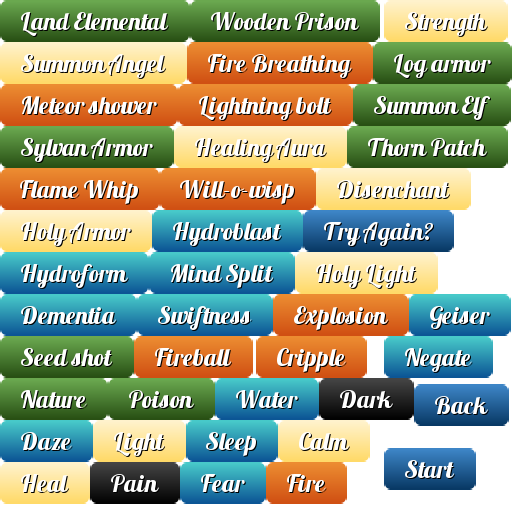 Land Elemental Wooden Prison Strength
Summon Angel Fire Breathing Log armor
Meteor shower Lightning bolt Summon Elf
Sylvan Armor Healing Aura Thorn Patch
Flame Whip Will-o-wisp Disenchant
Holy Armor Hydroblast Try Again?
Hydroform Mind Split Holy Light
Dementia Swiftness Explosion Geiser
Seed shot Fireball Cripple Negate
Nature Poison Water Dark Back
Daze Light Sleep Calm
Heal Pain Fear Fire Start